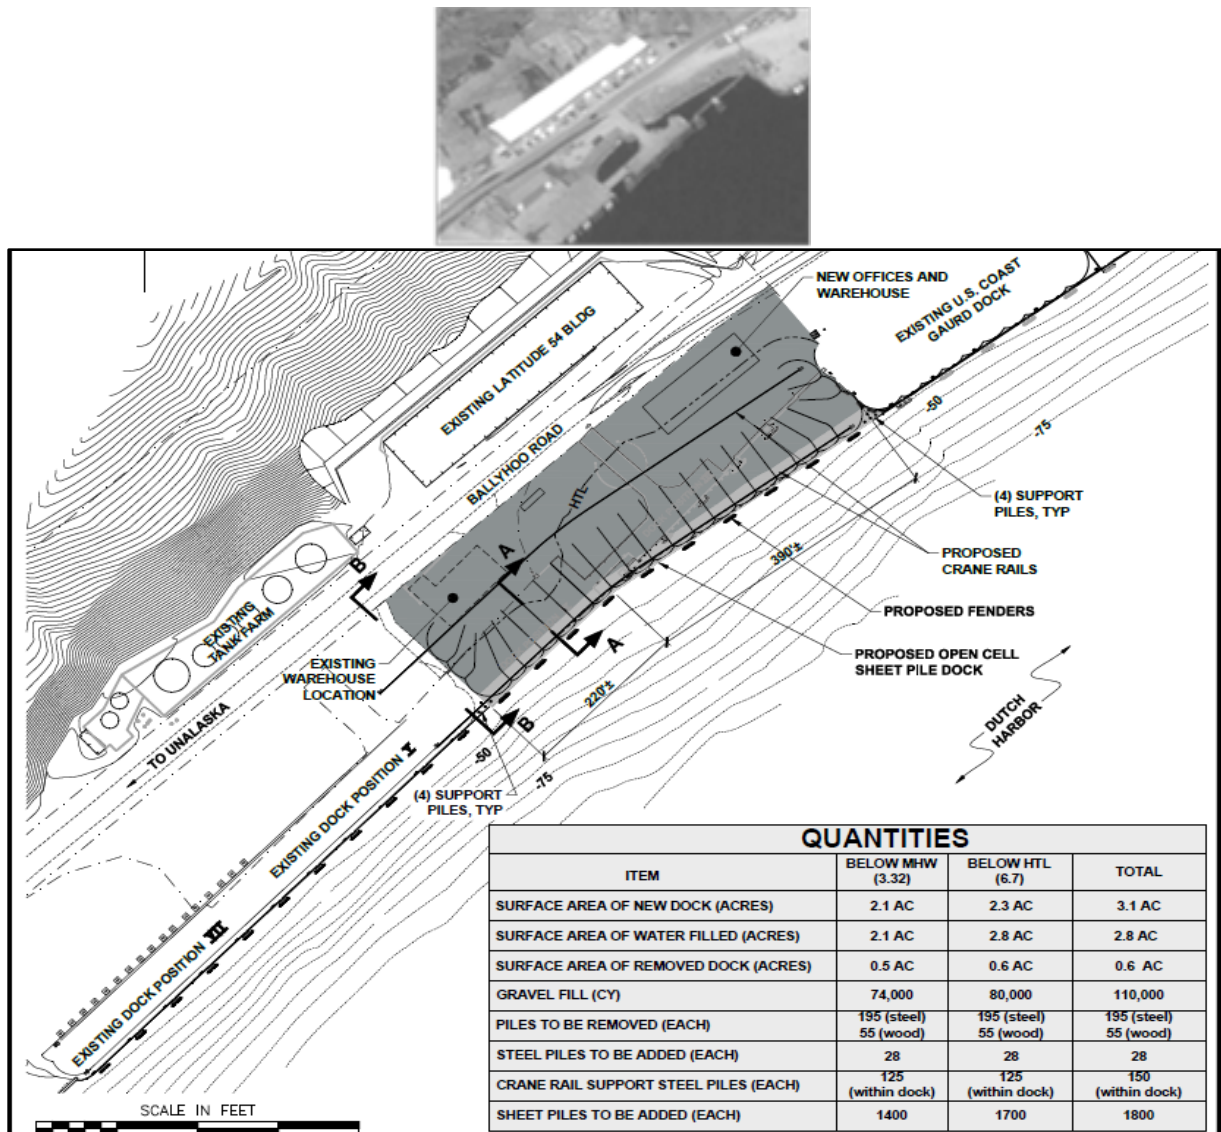 NEW OFFICES AND
WAREHOUSE
EXISTING U.S. COAST
GAURD DOCK
EXISTING LATITUDE 54 BLDG
BALLYHOO ROAD
HTL
-50
-75
(4) SUPPORT
PILES, TYP
PROPOSED
CRANE RAILS
390'±
A
B
PROPOSED FENDERS
PROPOSED OPEN CELL
SHEET PILE DOCK
EXISTING
TANK FARM
EXISTING
WAREHOUSE
LOCATION
A
220'±
B
DUTCH
HARBOR
TO UNALASKA
-50
-75
(4) SUPPORT
PILES, TYP
EXISTING DOCK POSITION V
EXISTING DOCK POSITION VII
SCALE IN FEET
QUANTITIES
ITEM BELOW MHW (3.32) BELOW HTL (6.7) TOTAL
SURFACE AREA OF NEW DOCK (ACRES) 2.1 AC 2.3 AC 3.1 AC
SURFACE AREA OF WATER FILLED (ACRES) 2.1 AC 2.8 AC 2.8 AC
SURFACE AREA OF REMOVED DOCK (ACRES) 0.5 AC 0.6 AC 0.6 AC
GRAVEL FILL (CY) 74,000 80,000 110,000
PILES TO BE REMOVED (EACH) 195 (steel) 195 (steel) 195 (steel)
55 (wood) 55 (wood) 55 (wood)
STEEL PILES TO BE ADDED (EACH) 28 28 28
CRANE RAIL SUPPORT STEEL PILES (EACH) 125 125 150
(within dock) (within dock) (within dock)
SHEET PILES TO BE ADDED (EACH) 1400 1700 1800